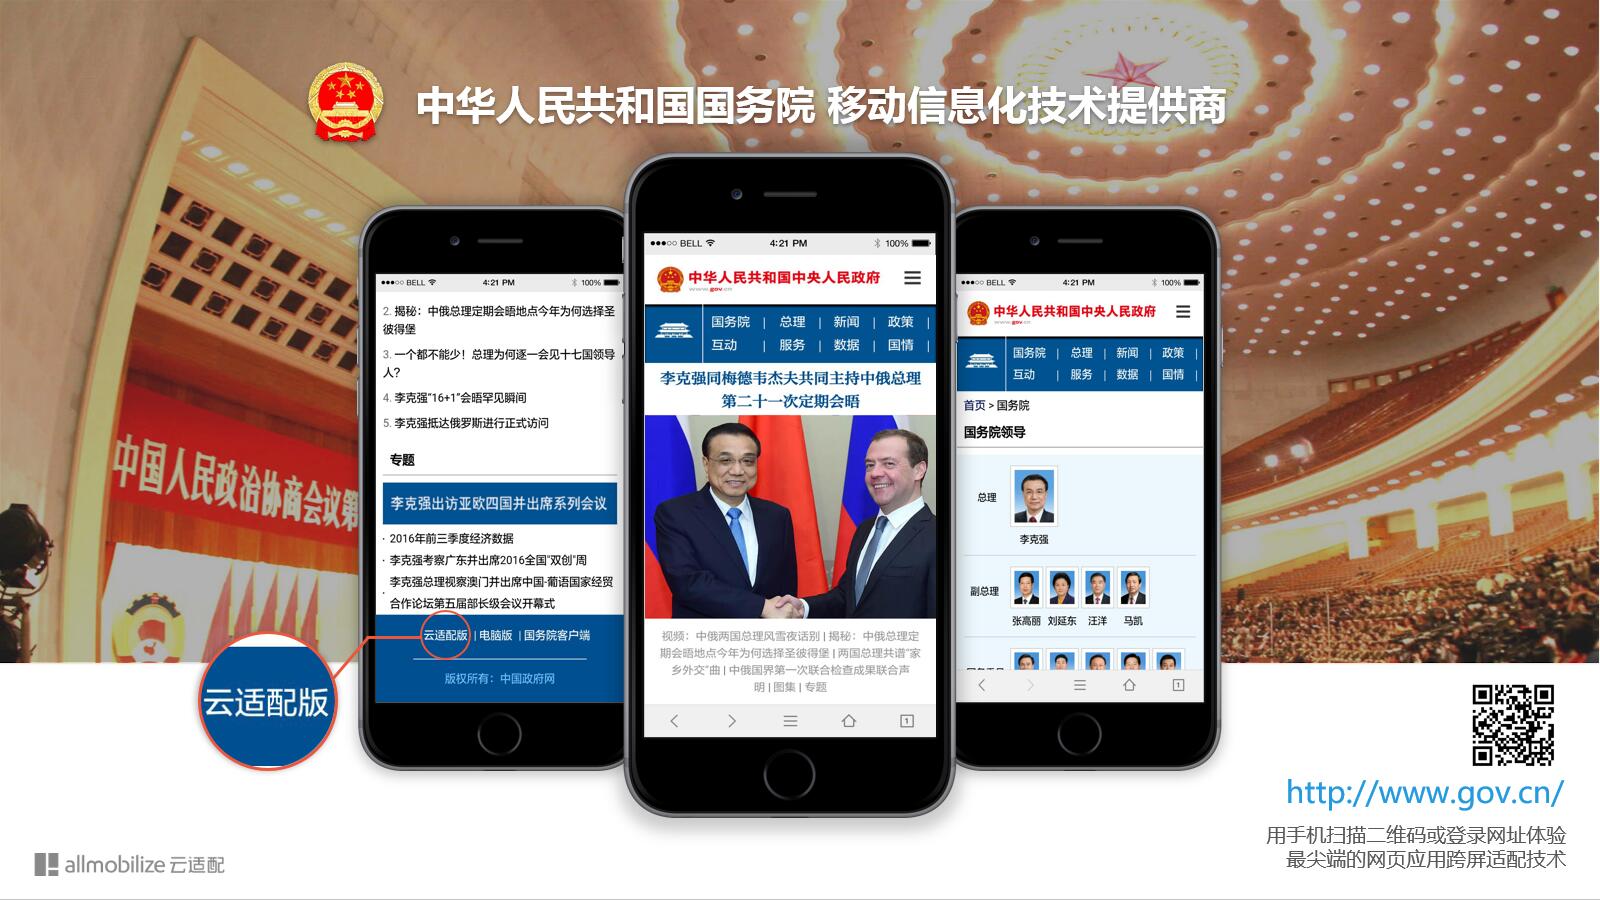 中华人民共和国国务院 移动信息化技术提供商
中国人民政治协商会议第
BELL 4:21 PM 100%
2. 揭秘：中俄总理定期会晤地点今年为何选择圣
彼得堡
3. 一个都不能少！总理为何逐一会见十七国领导
人？
4. 李克强“16+1”会晤罕见瞬间
5. 李克强抵达俄罗斯进行正式访问
专题
李克强出访亚欧四国并出席系列会议
· 2016年前三季度经济数据
· 李克强考察广东并出席2016全国"双创"周
· 李克强总理视察澳门并出席中国-葡语国家经贸
合作论坛第五届部长级会议开幕式
云适配版 | 电脑版 | 国务院客户端
版权所有：中国政府网
云适配版
BELL 4:21 PM 100%
中华人民共和国中央人民政府
www.gov.cn
国务院 | 总理 | 新闻 | 政策 |
互动 | 服务 | 数据 | 国情 |
李克强同梅德韦杰夫共同主持中俄总理
第二十一次定期会晤
视频：中俄两国总理风雪夜话别 | 揭秘：中俄总理定
期会晤地点今年为何选择圣彼得堡 | 两国总理共谱“家
乡外交”曲 | 中俄国界第一次联合检查成果联合声
明 | 图集 | 专题
1
BELL 4:21 PM 100%
中华人民共和国中央人民政府
www.gov.cn
国务院 | 总理 | 新闻 | 政策 |
互动 | 服务 | 数据 | 国情 |
首页 > 国务院
国务院领导
总理
李克强
副总理
张高丽 刘延东 汪洋 马凯
1
http://www.gov.cn/
用手机扫描二维码或登录网址体验
最尖端的网页应用跨屏适配技术
allmobilize 云适配